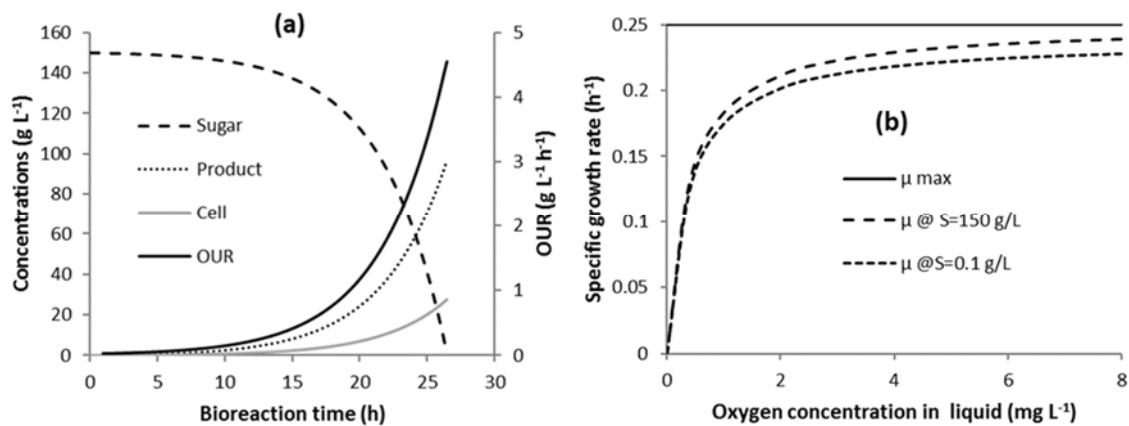 (a)
160
140
120
100
80
60
40
20
0
Concentrations (g L⁻¹)
5
4
3
2
1
0
OUR (g L⁻¹ h⁻¹)
Sugar
Product
Cell
OUR
0 5 10 15 20 25 30
Bioreaction time (h)
0.25
0.2
0.15
0.1
0.05
0
Specific growth rate (h⁻¹)
(b)
μ max
μ @ S=150 g/L
μ @S=0.1 g/L
0 2 4 6 8
Oxygen concentration in liquid (mg L⁻¹)